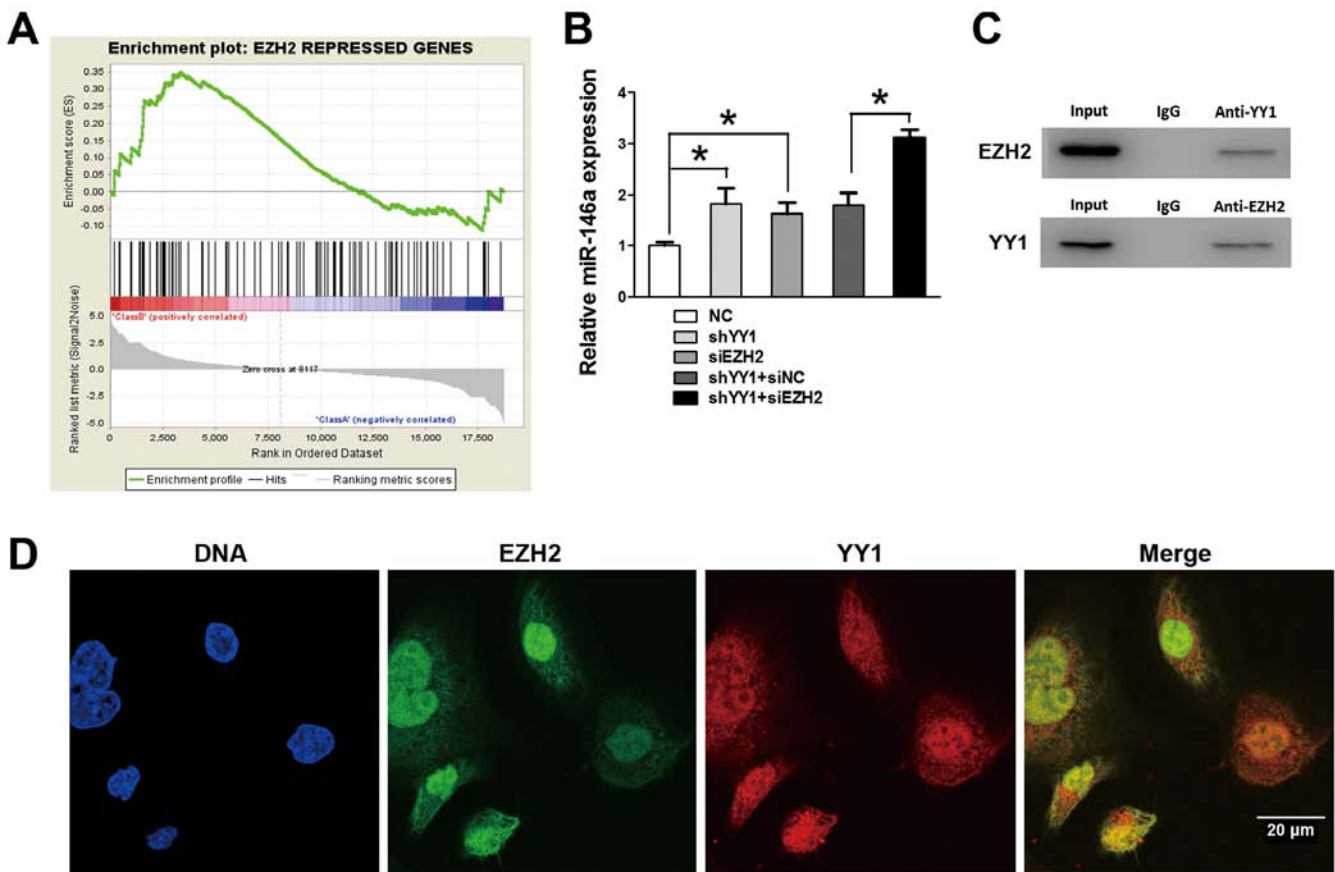 A
Enrichment plot: EZH2 REPRESSED GENES
Enrichment score (ES)
0.35
0.30
0.25
0.20
0.15
0.10
0.05
0.00
-0.05
-0.10
Ranked list metric (Signal2Noise)
'ClassB' (positively correlated)
5.0
2.5
0.0
-2.5
-5.0
Zero cross at 8117
'ClassA' (negatively correlated)
0 2,500 5,000 7,500 10,000 12,500 15,000 17,500
Rank in Ordered Dataset
Enrichment profile Hits Ranking metric scores
B
Relative miR-146a expression
4
3
2
1
0
*
*
*
NC
shYY1
siEZH2
shYY1+siNC
shYY1+siEZH2
C
Input IgG Anti-YY1
EZH2
Input IgG Anti-EZH2
YY1
D
DNA EZH2 YY1 Merge
20 µm